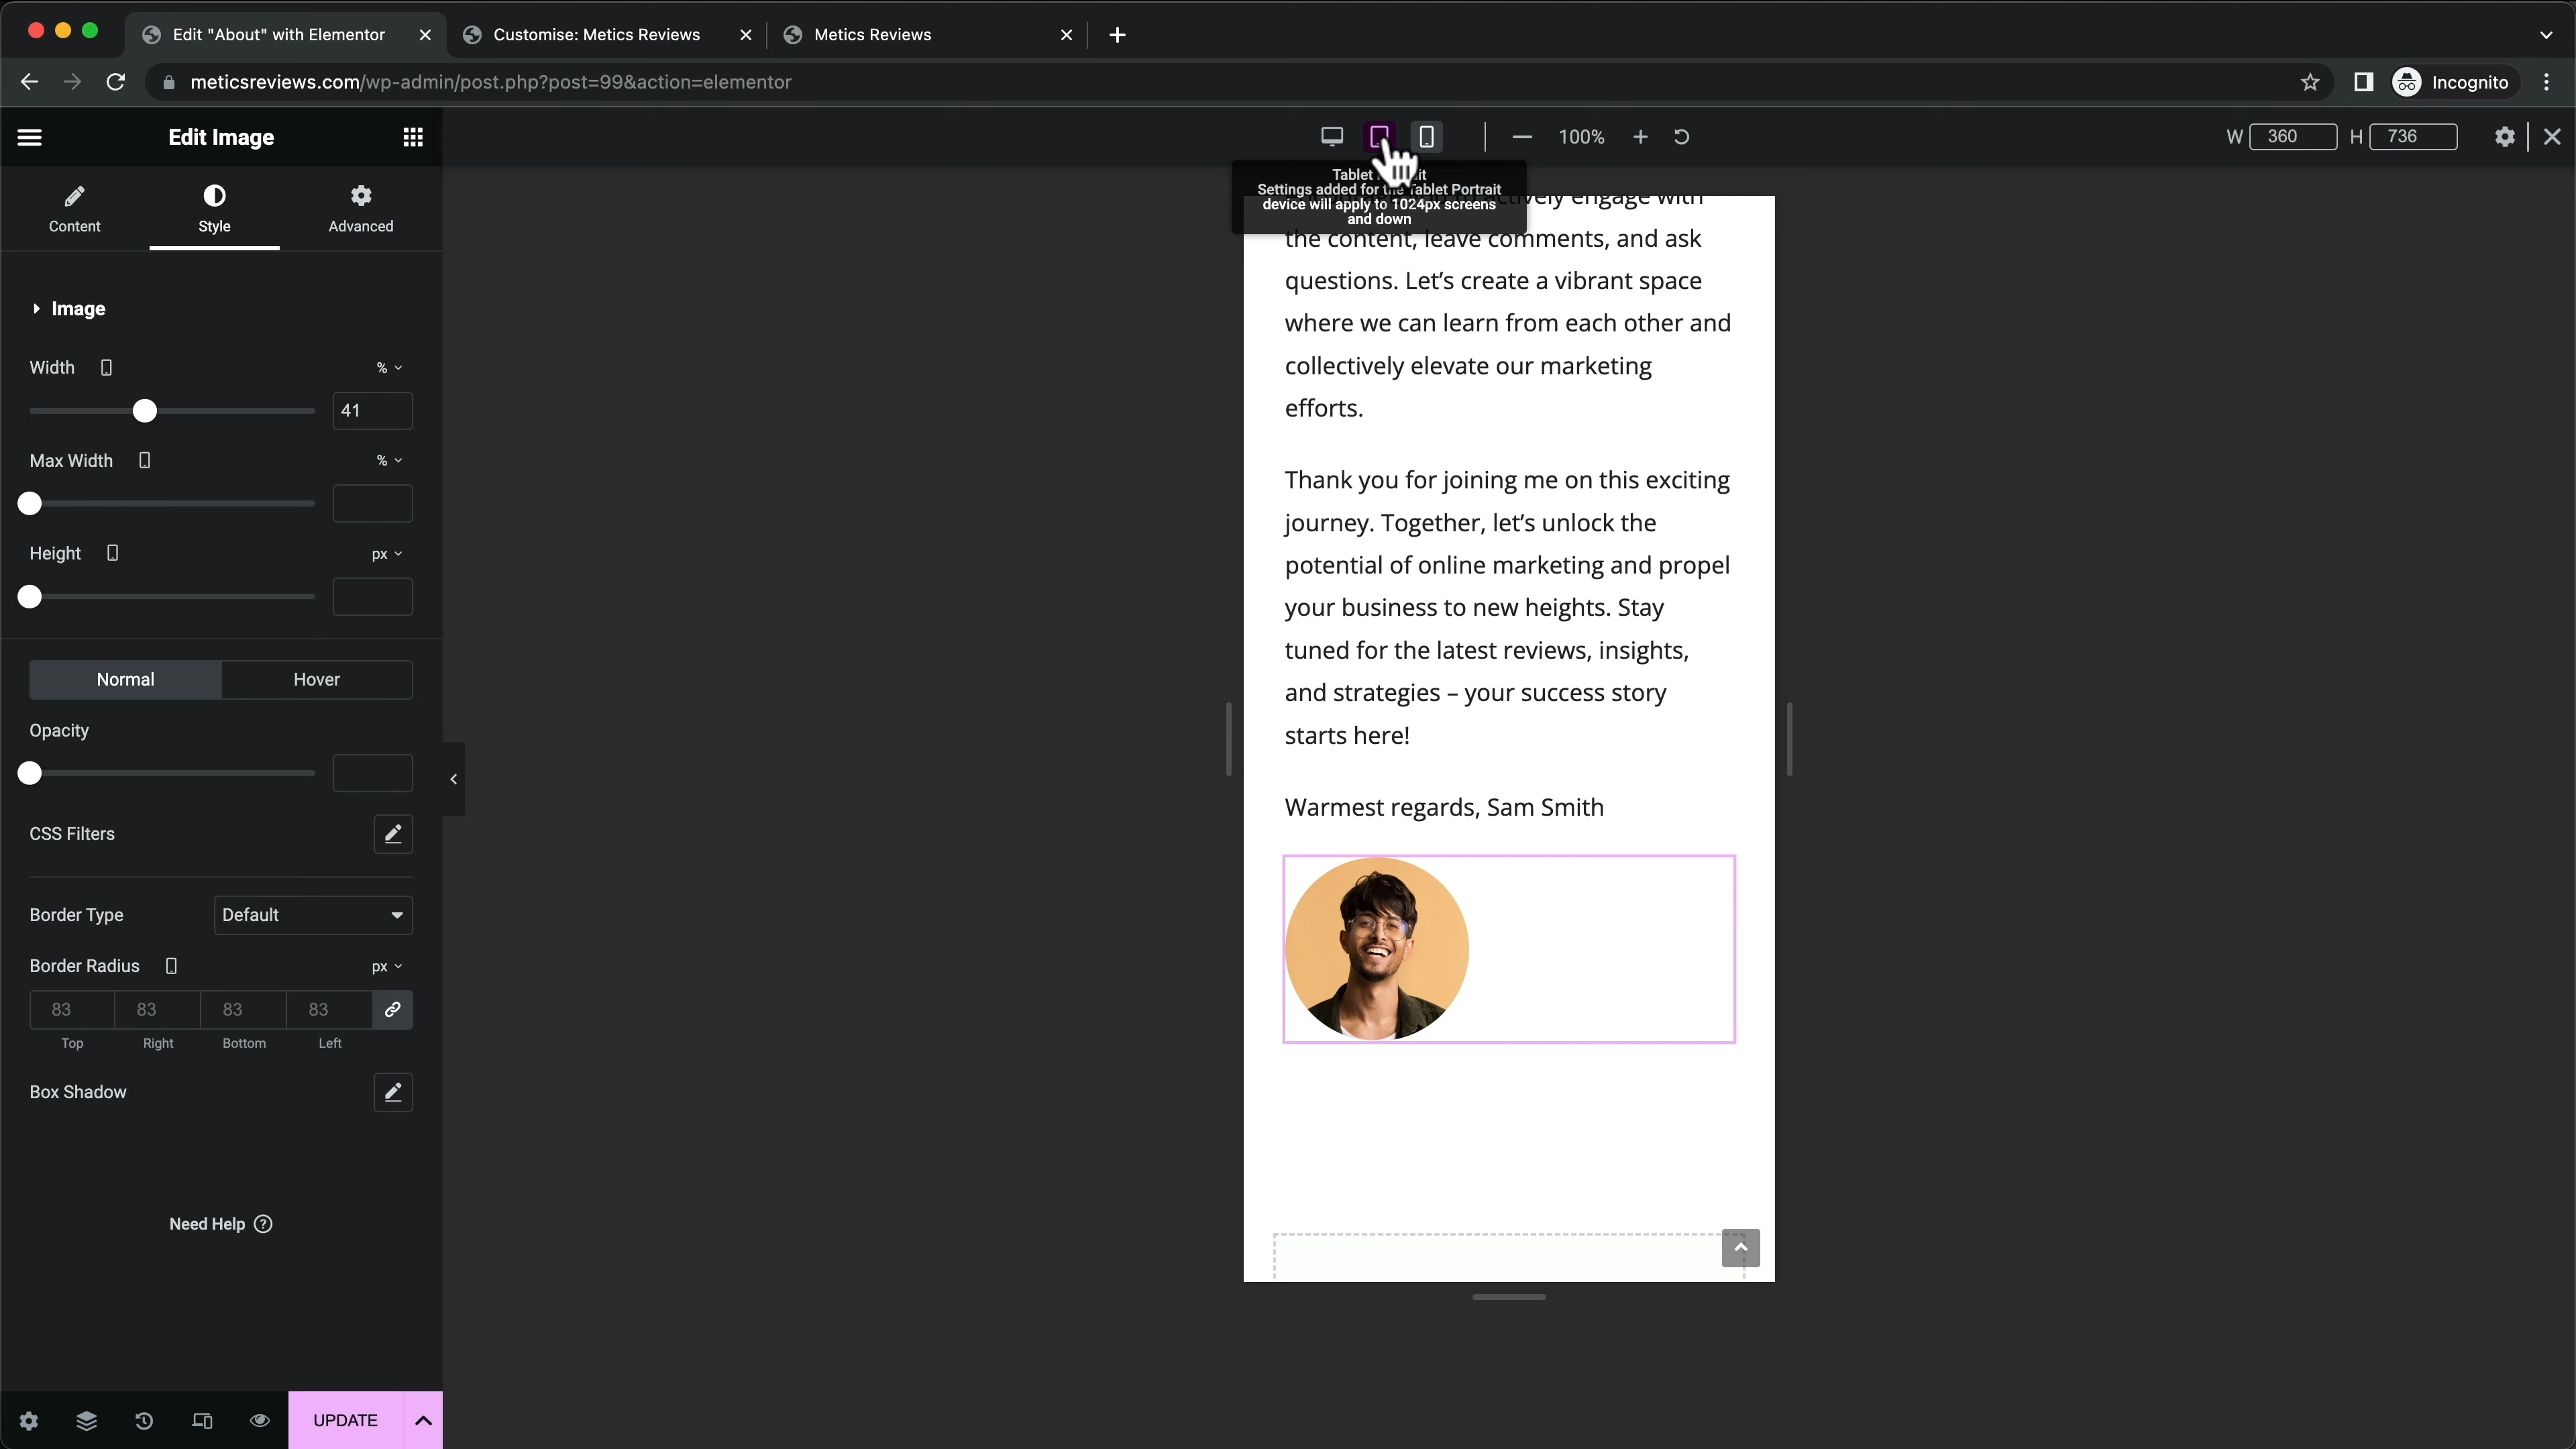 Edit "About" with Elementor
Customise: Metics Reviews
Metics Reviews
meticsreviews.com/wp-admin/post.php?post=99&action=elementor
Incognito
Edit Image
100%
W 360 H 736
Content
Style
Advanced
Tablet
Settings added for the Tablet Portrait
device will apply to 1024px screens
and down
Image
Width
%
41
Max Width
%
Height
px
Normal
Hover
Opacity
CSS Filters
Border Type
Default
Border Radius
px
83 83 83 83
Top Right Bottom Left
Box Shadow
Need Help
UPDATE
engage with
the content, leave comments, and ask
questions. Let’s create a vibrant space
where we can learn from each other and
collectively elevate our marketing
efforts.
Thank you for joining me on this exciting
journey. Together, let’s unlock the
potential of online marketing and propel
your business to new heights. Stay
tuned for the latest reviews, insights,
and strategies – your success story
starts here!
Warmest regards, Sam Smith